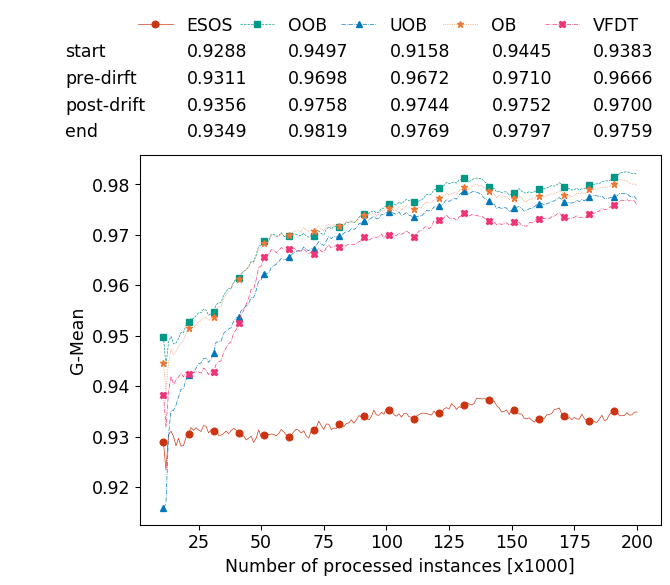 ESOS OOB UOB OB VFDT
start 0.9288 0.9497 0.9158 0.9445 0.9383
pre-dirft 0.9311 0.9698 0.9672 0.9710 0.9666
post-drift 0.9356 0.9758 0.9744 0.9752 0.9700
end 0.9349 0.9819 0.9769 0.9797 0.9759
0.98
0.97
0.96
0.95
0.94
0.93
0.92
G-Mean
25 50 75 100 125 150 175 200
Number of processed instances [x1000]